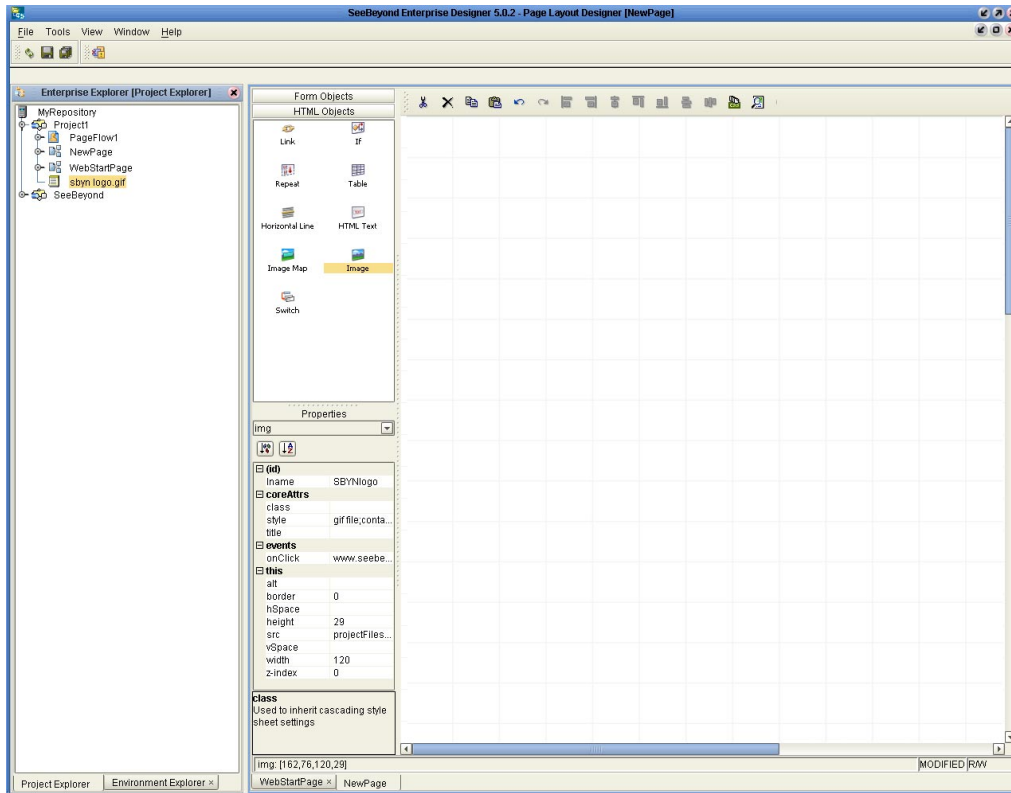 SeeBeyond Enterprise Designer 5.0.2 - Page Layout Designer [NewPage]
File Tools View Window Help
Enterprise Explorer [Project Explorer]
MyRepository
Project1
PageFlow1
NewPage
WebStartPage
sbyn logo.gif
SeeBeyond
Project Explorer
Environment Explorer ×
Form Objects
HTML Objects
Link If
Repeat Table
Horizontal Line HTML Text
Image Map Image
Switch
Properties
img
(id)
Iname SBYNlogo
coreAttrs
class
style gif file;conta...
title
events
onClick www.seebe...
this
alt
border 0
hSpace
height 29
src projectFiles...
vSpace
width 120
z-index 0
class
Used to inherit cascading style
sheet settings
img: [162,76,120,29]
MODIFIED R/W
WebStartPage × NewPage